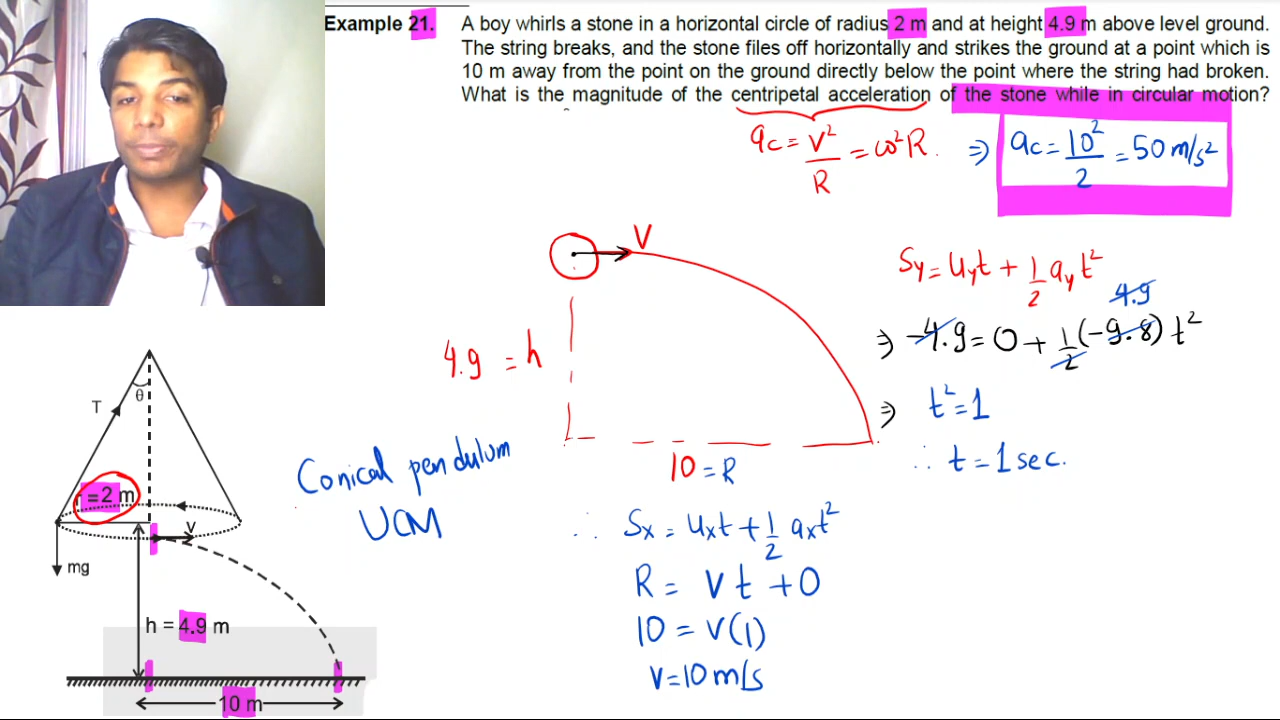 Example 21. A boy whirls a stone in a horizontal circle of radius 2 m and at height 4.9 m above level ground.
The string breaks, and the stone files off horizontally and strikes the ground at a point which is
10 m away from the point on the ground directly below the point where the string had broken.
What is the magnitude of the centripetal acceleration of the stone while in circular motion?
ac = v²/R = ω²R. ⇒ ac = 10²/2 = 50 m/s²
V
Sy = uyt + 1/2 ayt²
4.9
⇒ -4.9 = 0 + 1/2 (-9.8) t²
4.9 = h
⇒ t² = 1
∴ t = 1 sec.
10 = R
θ
T
= 2 m
v
mg
h = 4.9 m
10 m
Conical pendulum
UCM
∴ Sx = uxt + 1/2 axt²
R = Vt + 0
10 = V(1)
V = 10 m/s